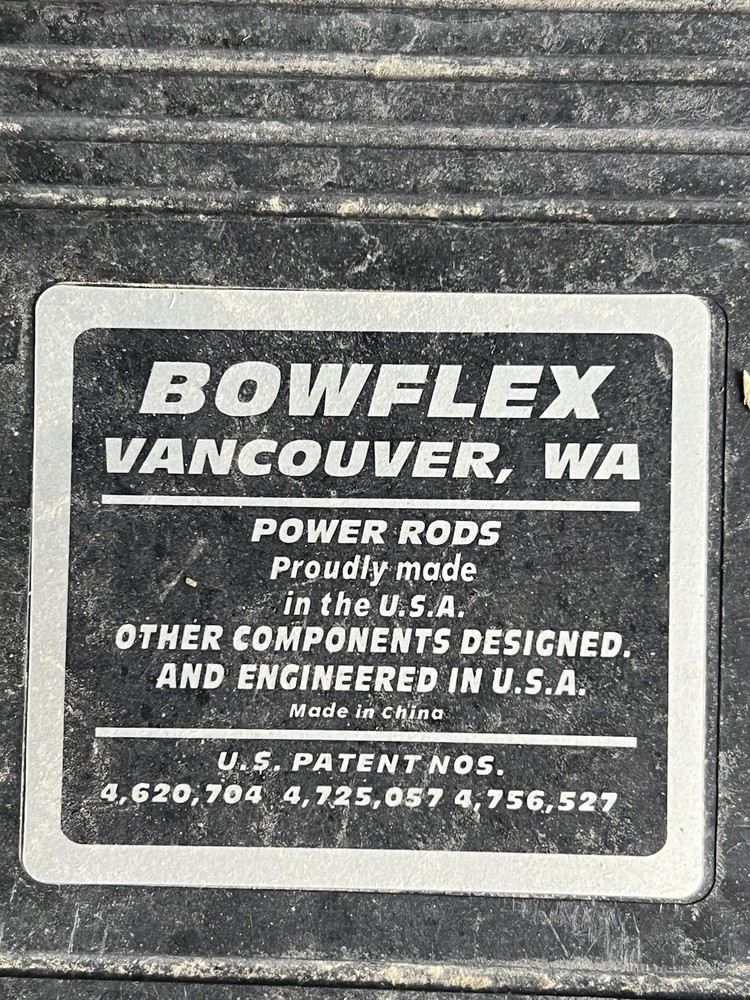 BOWFLEX
VANCOUVER, WA
POWER RODS
Proudly made
in the U.S.A.
OTHER COMPONENTS DESIGNED.
AND ENGINEERED IN U.S.A.
Made in China
U.S. PATENT NOS.
4,620,704 4,725,057 4,756,527